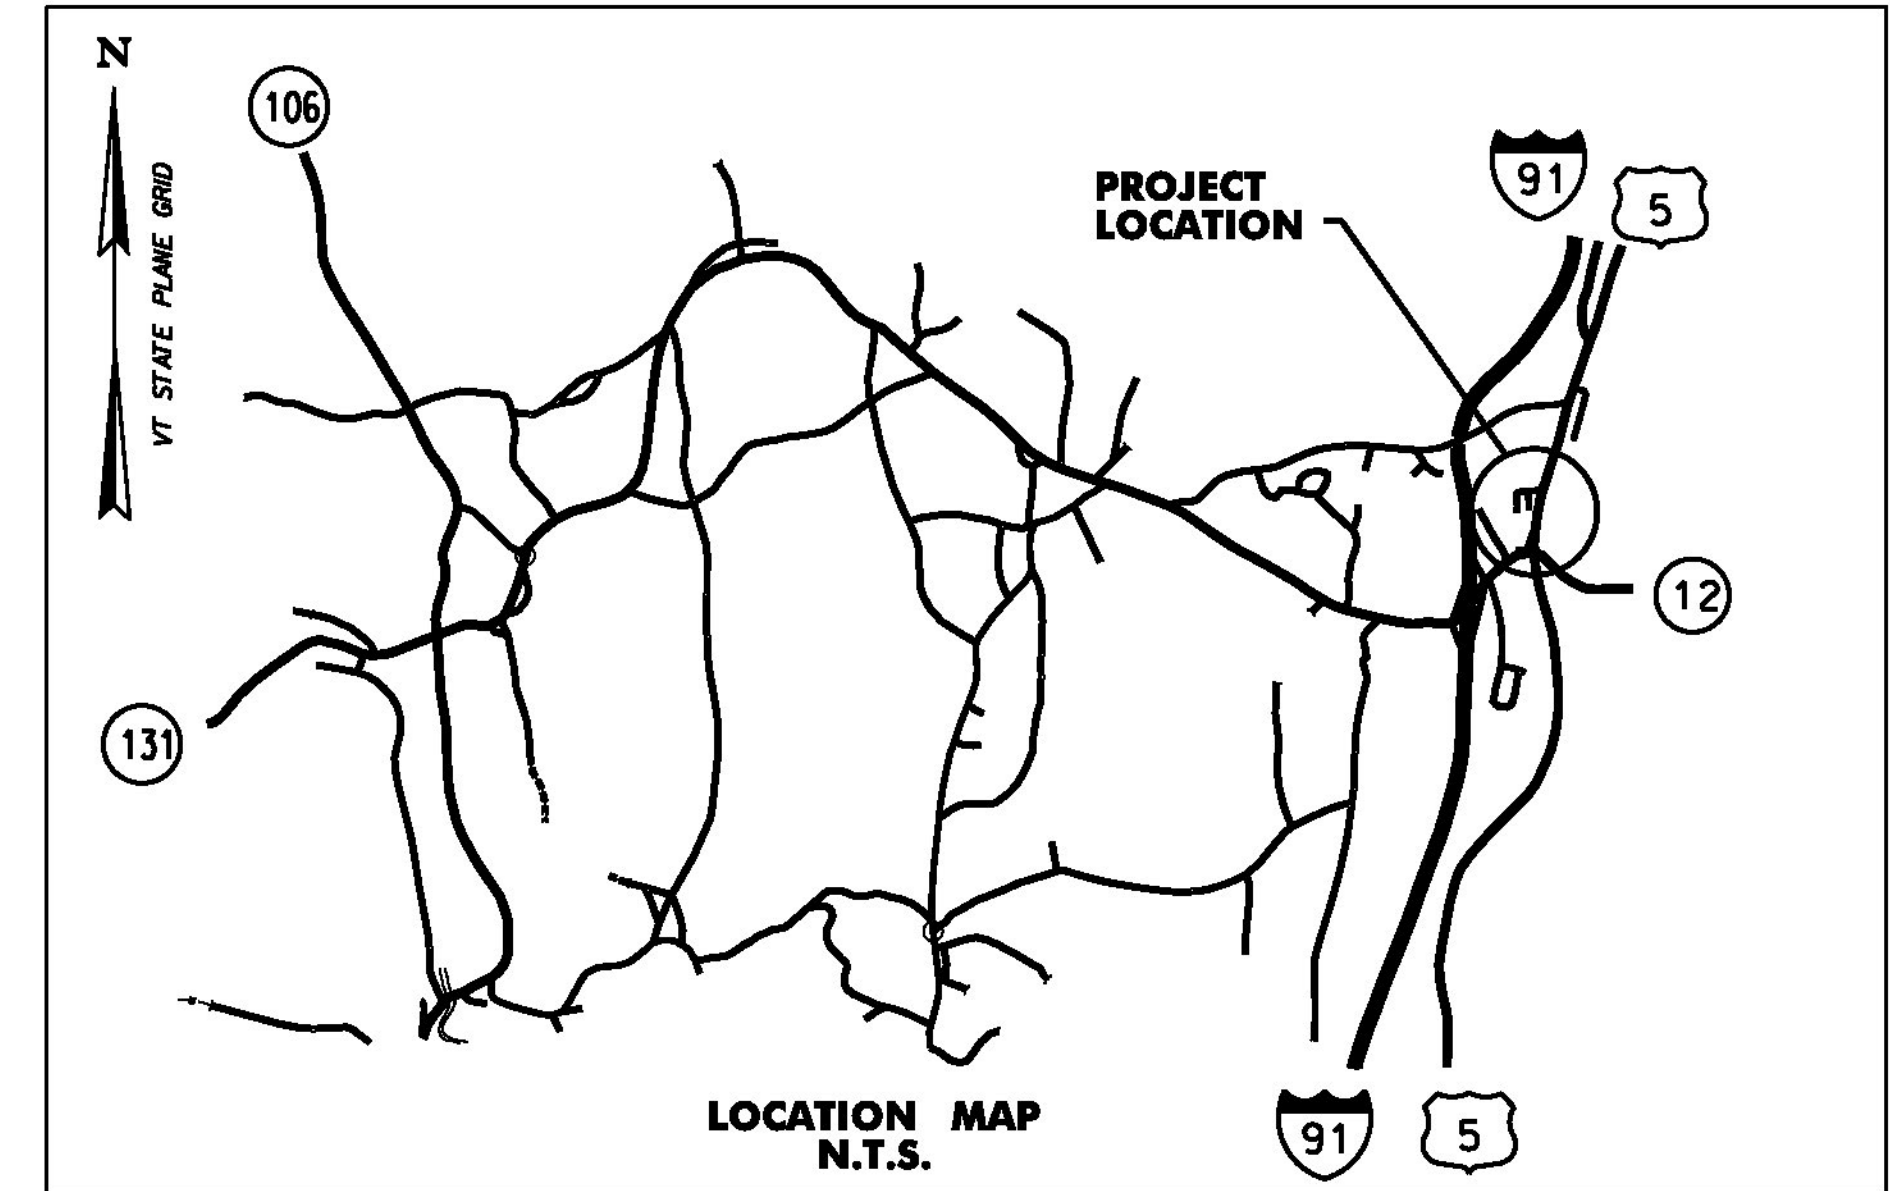 N
VT STATE PLANE GRID
106
PROJECT
LOCATION
91
5
E
12
131
LOCATION MAP
N.T.S.
91
5